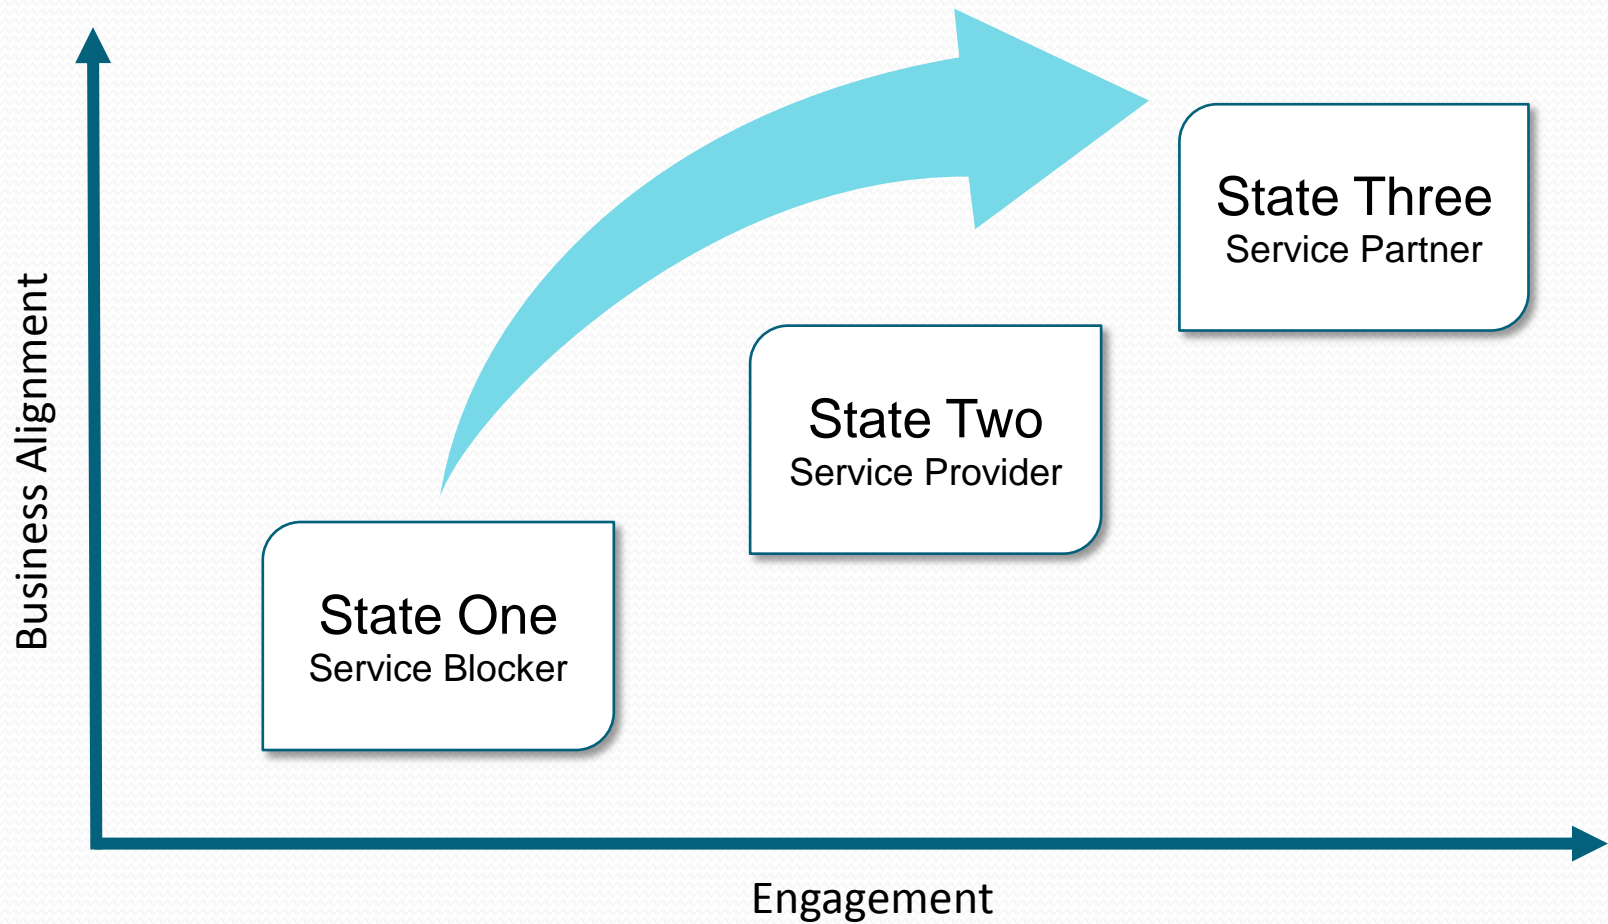 Business Alignment
State Three
Service Partner
State Two
Service Provider
State One
Service Blocker
Engagement